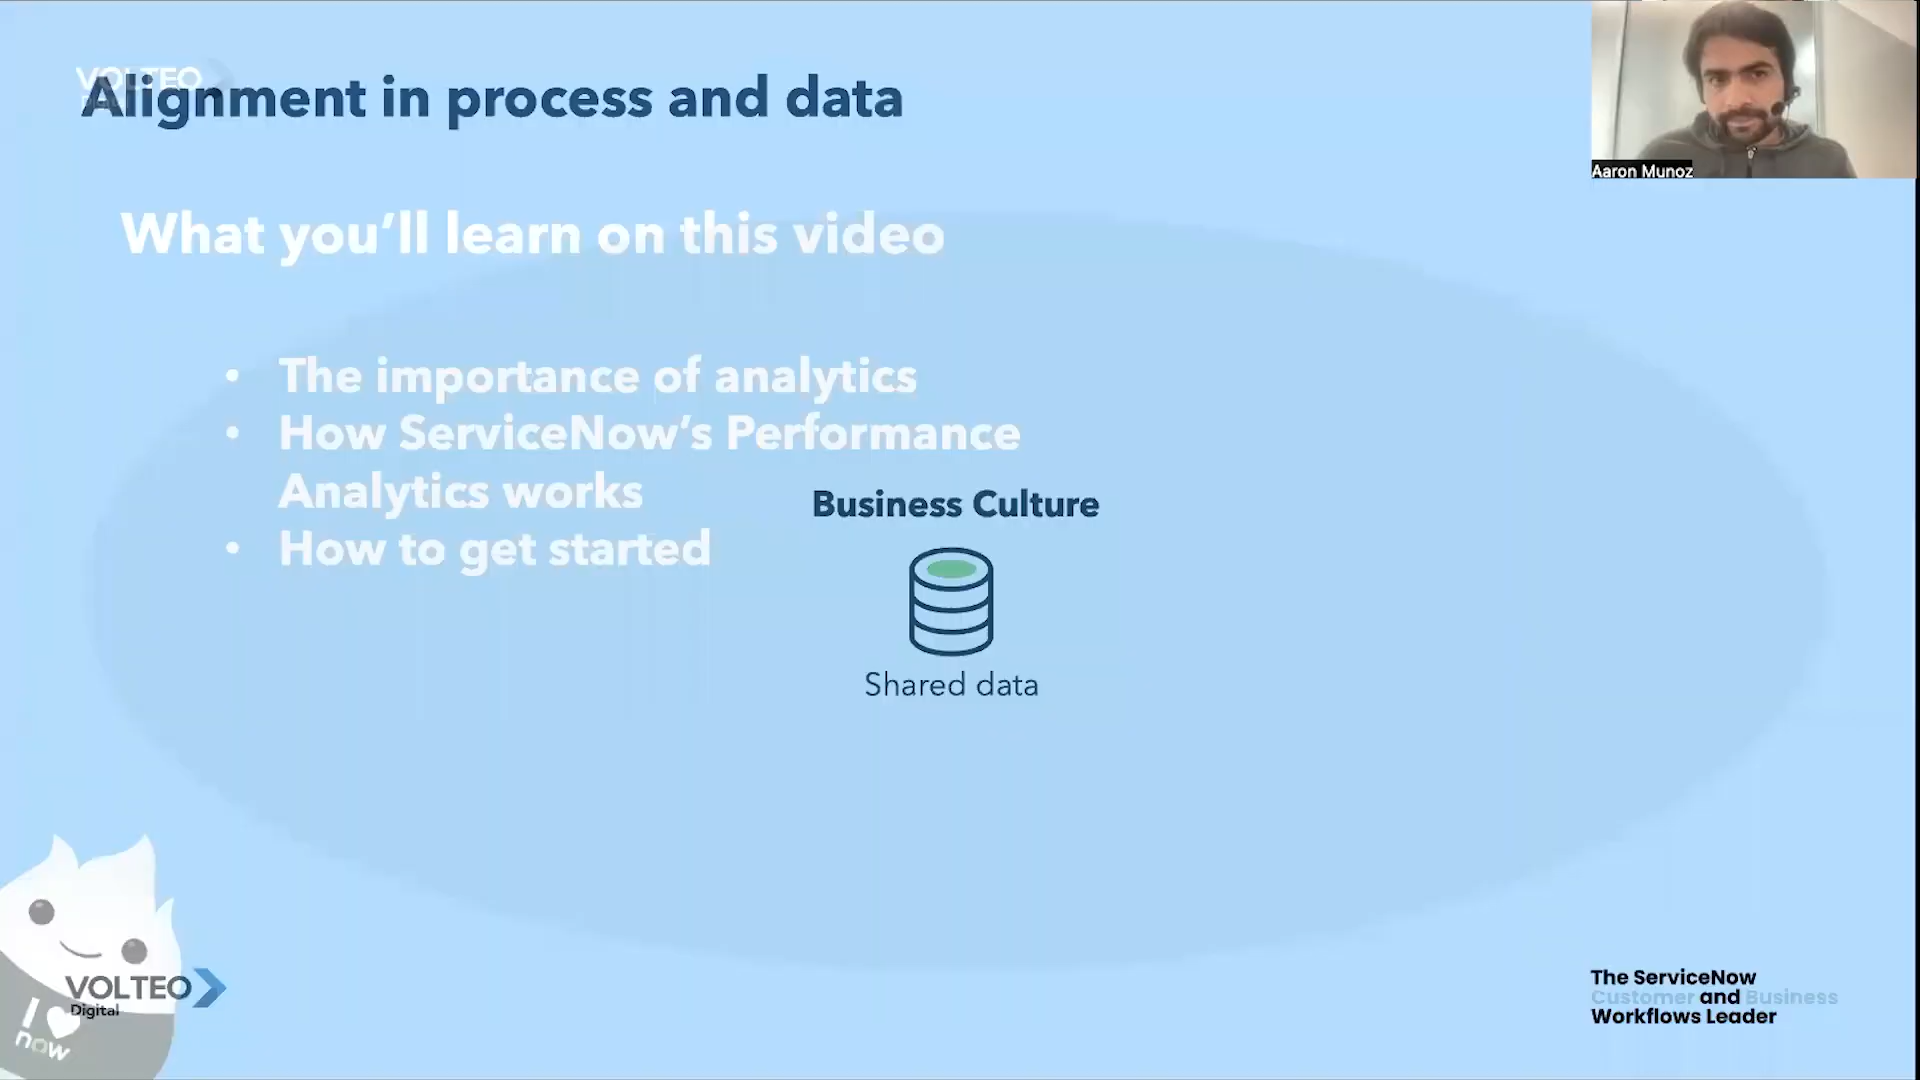 VOLTEO
Alignment in process and data
Aaron Munoz
What you’ll learn on this video
• The importance of analytics
• How ServiceNow’s Performance
Analytics works
• How to get started
Business Culture
Shared data
VOLTEO
Digital
I
now
The ServiceNow
Customer and Business
Workflows Leader